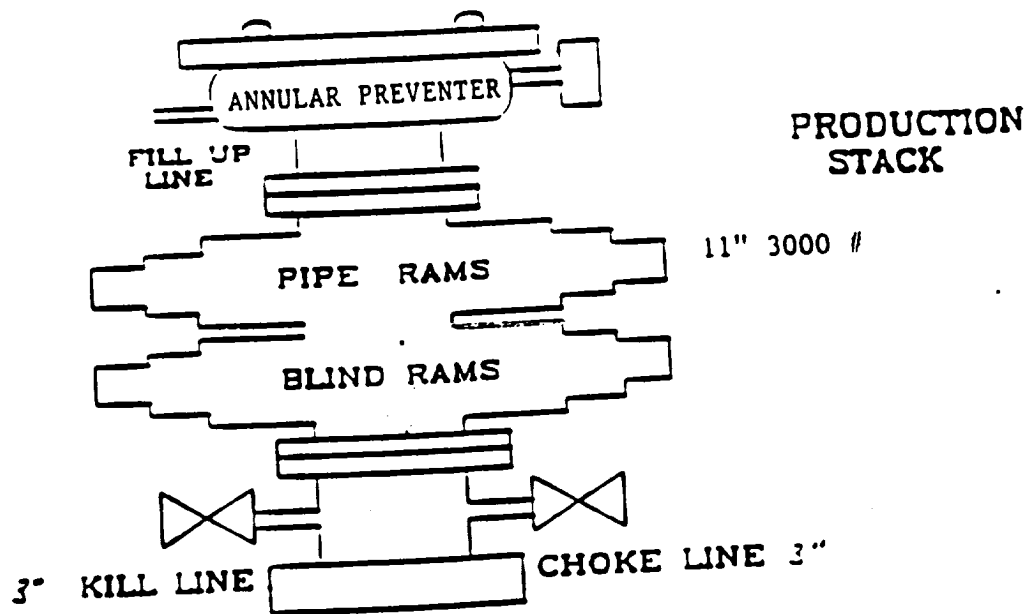 ANNULAR PREVENTER
PRODUCTION
STACK
FILL UP
LINE
11" 3000 #
PIPE RAMS
BLIND RAMS
3" KILL LINE
CHOKE LINE 3"